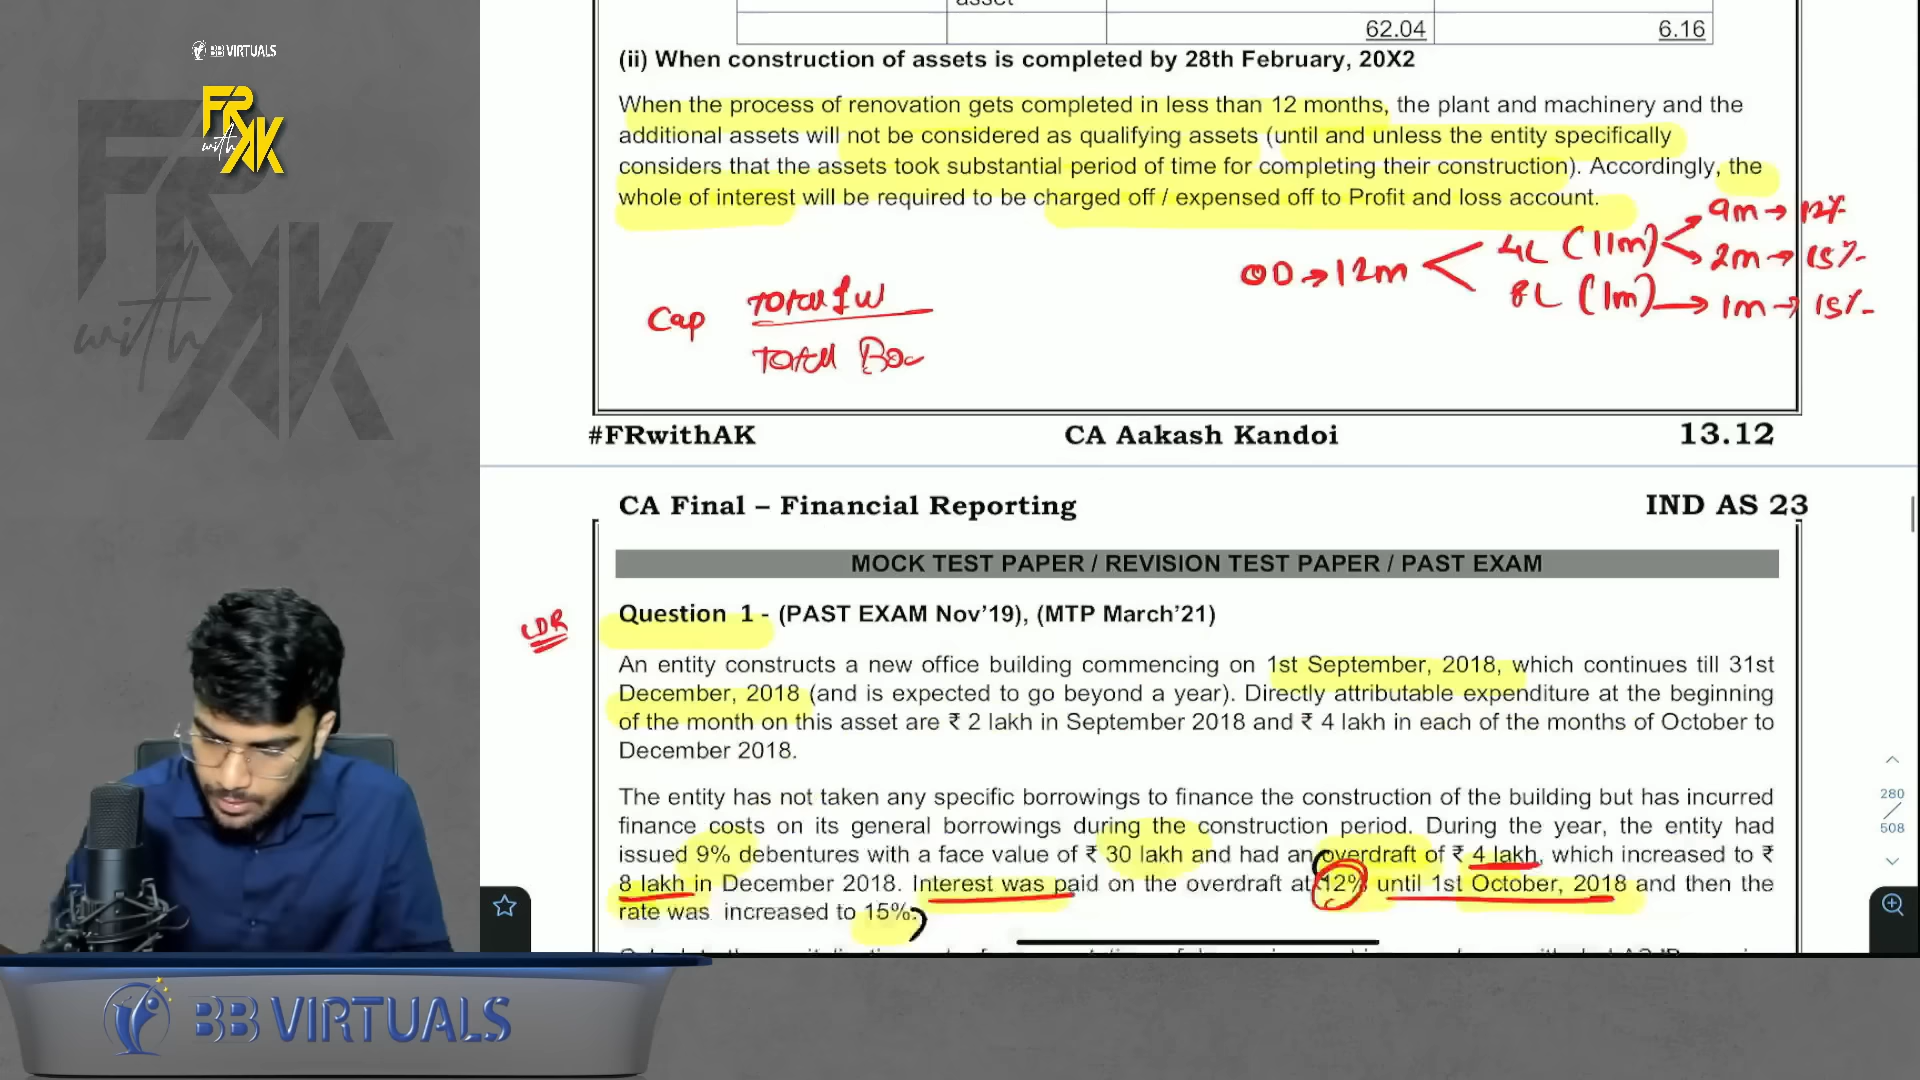 BB VIRTUALS
FR
with
AK
FR
with
AK
asset
62.04 6.16
(ii) When construction of assets is completed by 28th February, 20X2
When the process of renovation gets completed in less than 12 months, the plant and machinery and the
additional assets will not be considered as qualifying assets (until and unless the entity specifically
considers that the assets took substantial period of time for completing their construction). Accordingly, the
whole of interest will be required to be charged off / expensed off to Profit and loss account.
9m → 12%
4L (11m)
2m → 15%
OD → 12m
8L (1m) → 1m → 15%
Cap Total
Total
#FRwithAK CA Aakash Kandoi 13.12
CA Final – Financial Reporting IND AS 23
MOCK TEST PAPER / REVISION TEST PAPER / PAST EXAM
LDR
Question 1 - (PAST EXAM Nov’19), (MTP March’21)
An entity constructs a new office building commencing on 1st September, 2018, which continues till 31st
December, 2018 (and is expected to go beyond a year). Directly attributable expenditure at the beginning
of the month on this asset are ₹ 2 lakh in September 2018 and ₹ 4 lakh in each of the months of October to
December 2018.
The entity has not taken any specific borrowings to finance the construction of the building but has incurred
finance costs on its general borrowings during the construction period. During the year, the entity had
issued 9% debentures with a face value of ₹ 30 lakh and had an overdraft of ₹ 4 lakh, which increased to ₹
8 lakh in December 2018. Interest was paid on the overdraft at 12% until 1st October, 2018 and then the
rate was increased to 15%.
280
508
BB VIRTUALS